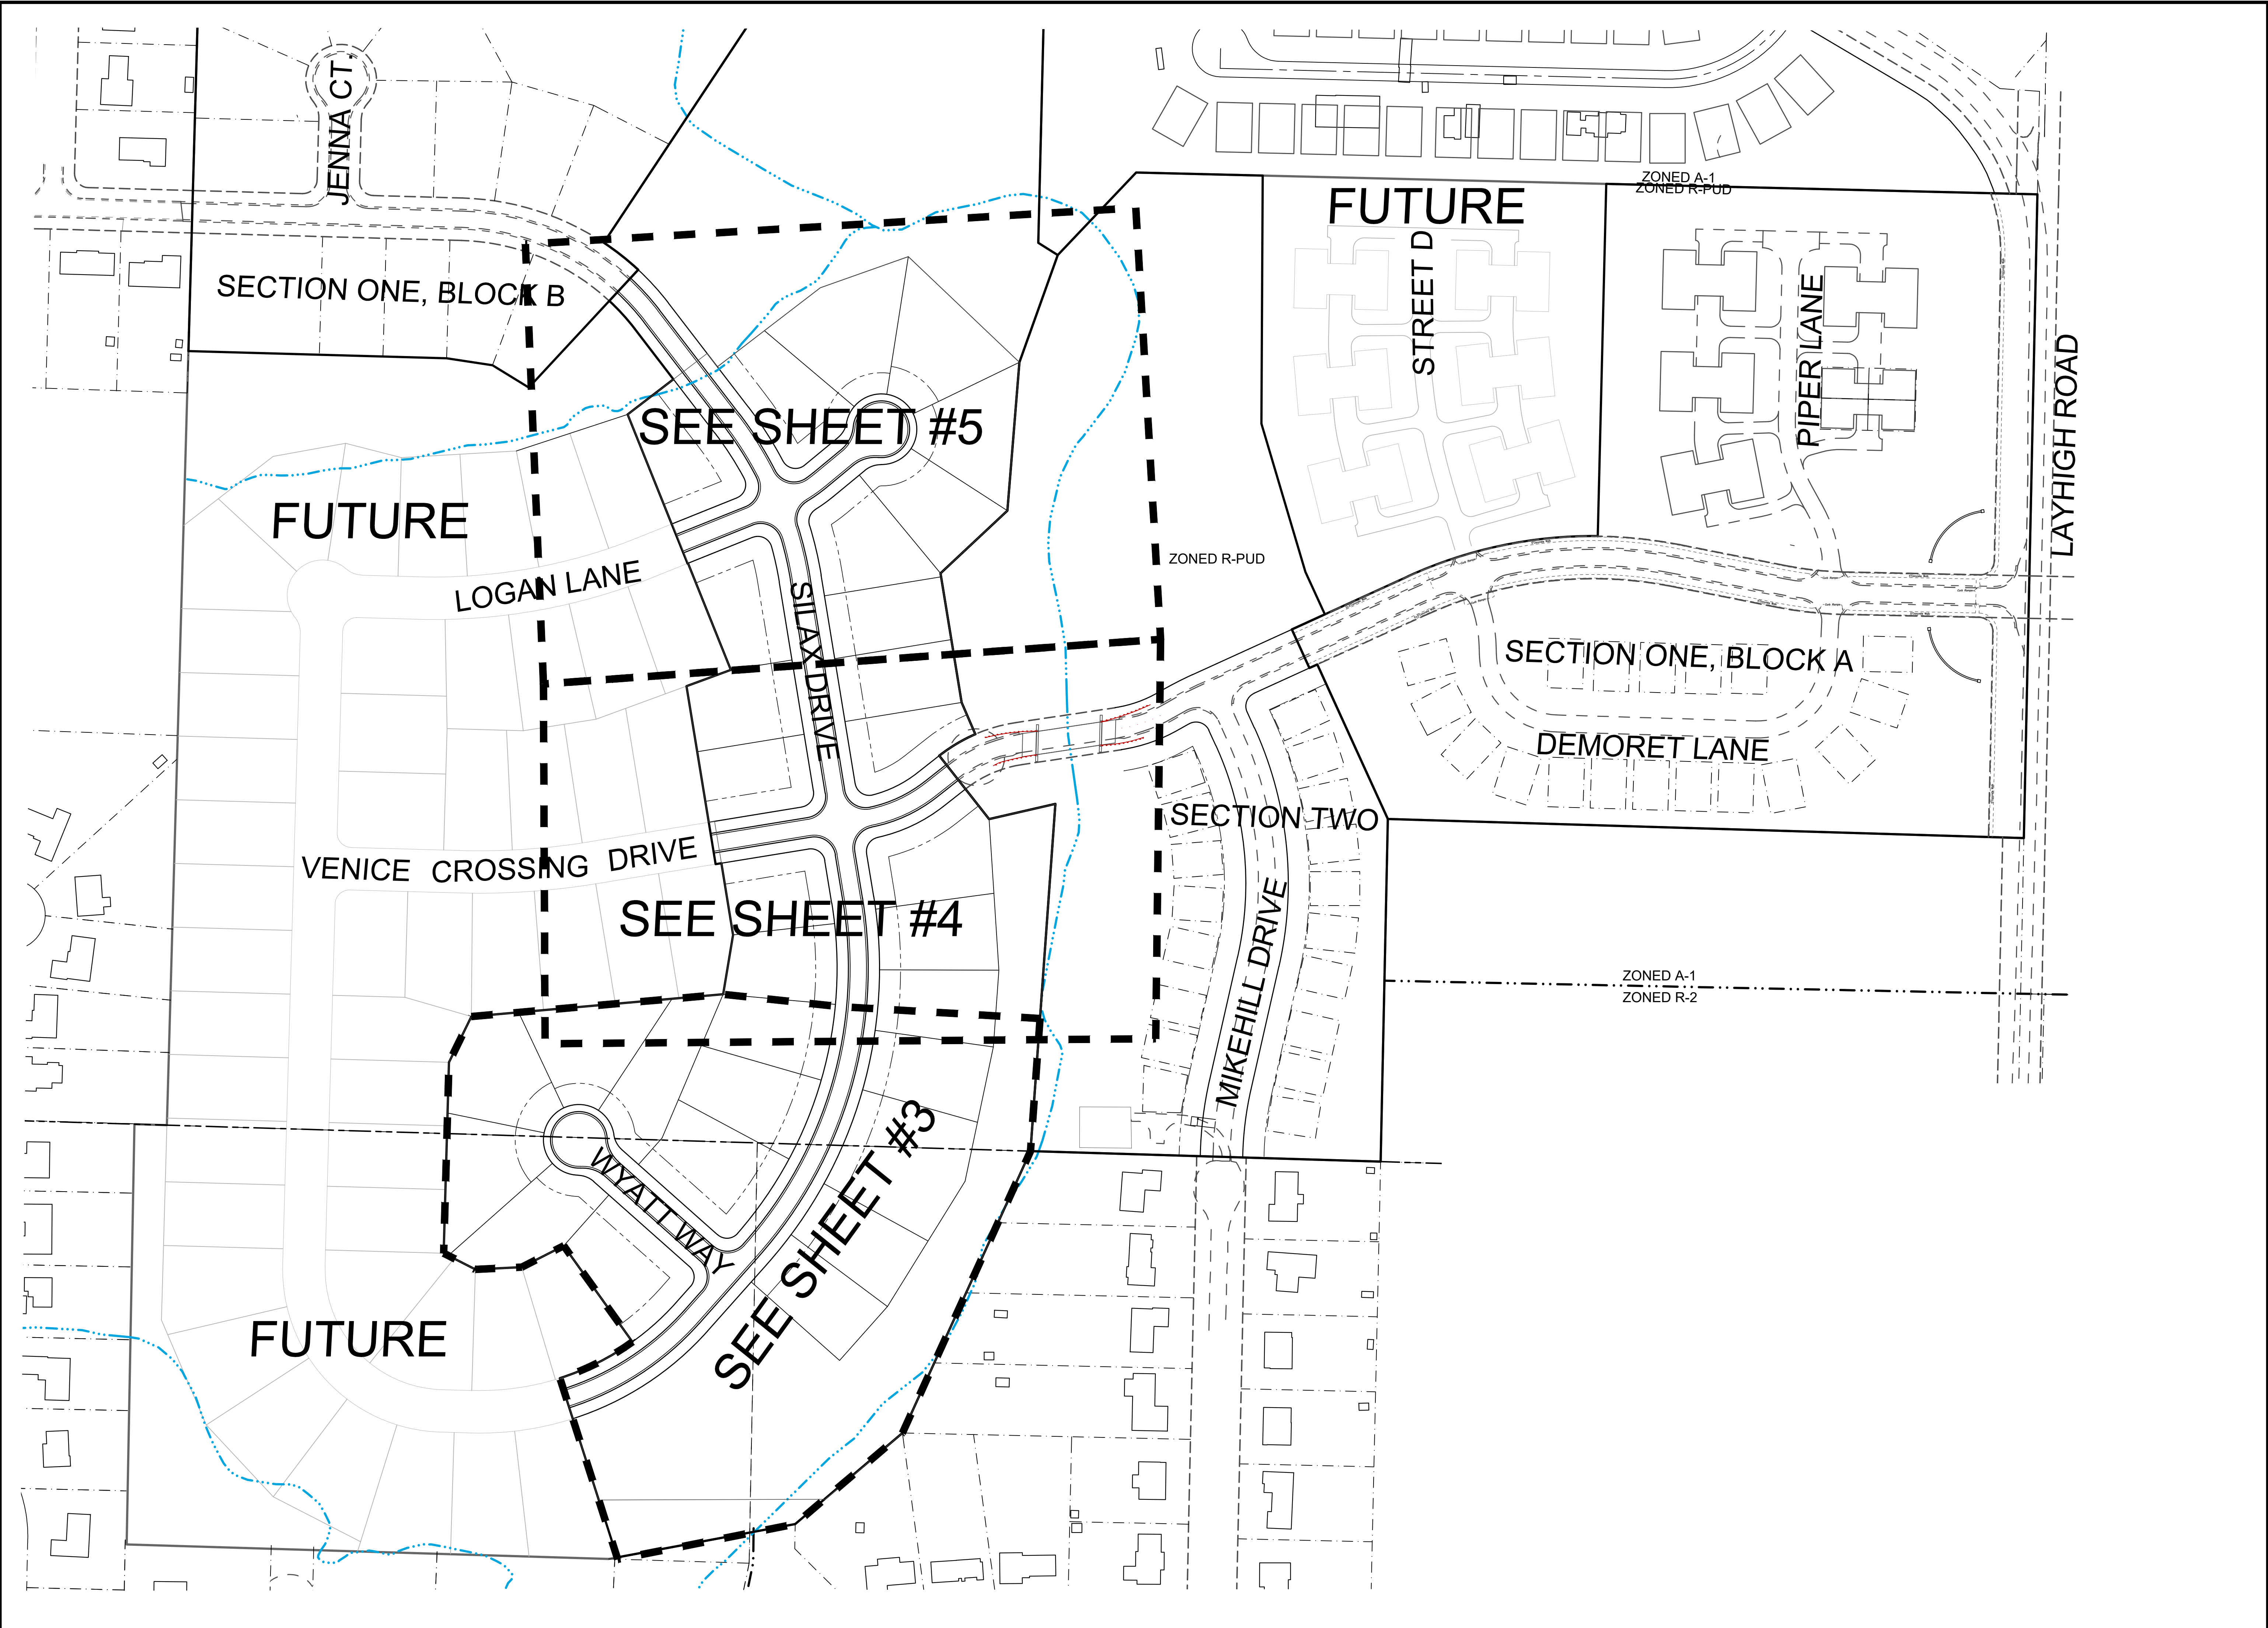 JENNA CT.
ZONED A-1
ZONED R-PUD
FUTURE
STREET D
SECTION ONE, BLOCK B
PIPER LANE
LAYHIGH ROAD
SEE SHEET #5
FUTURE
ZONED R-PUD
LOGAN LANE
SILAX DRIVE
SECTION ONE, BLOCK A
DEMORET LANE
SECTION TWO
VENICE CROSSING DRIVE
SEE SHEET #4
MIKEHILL DRIVE
ZONED A-1
ZONED R-2
WYATT WAY
SEE SHEET #3
FUTURE